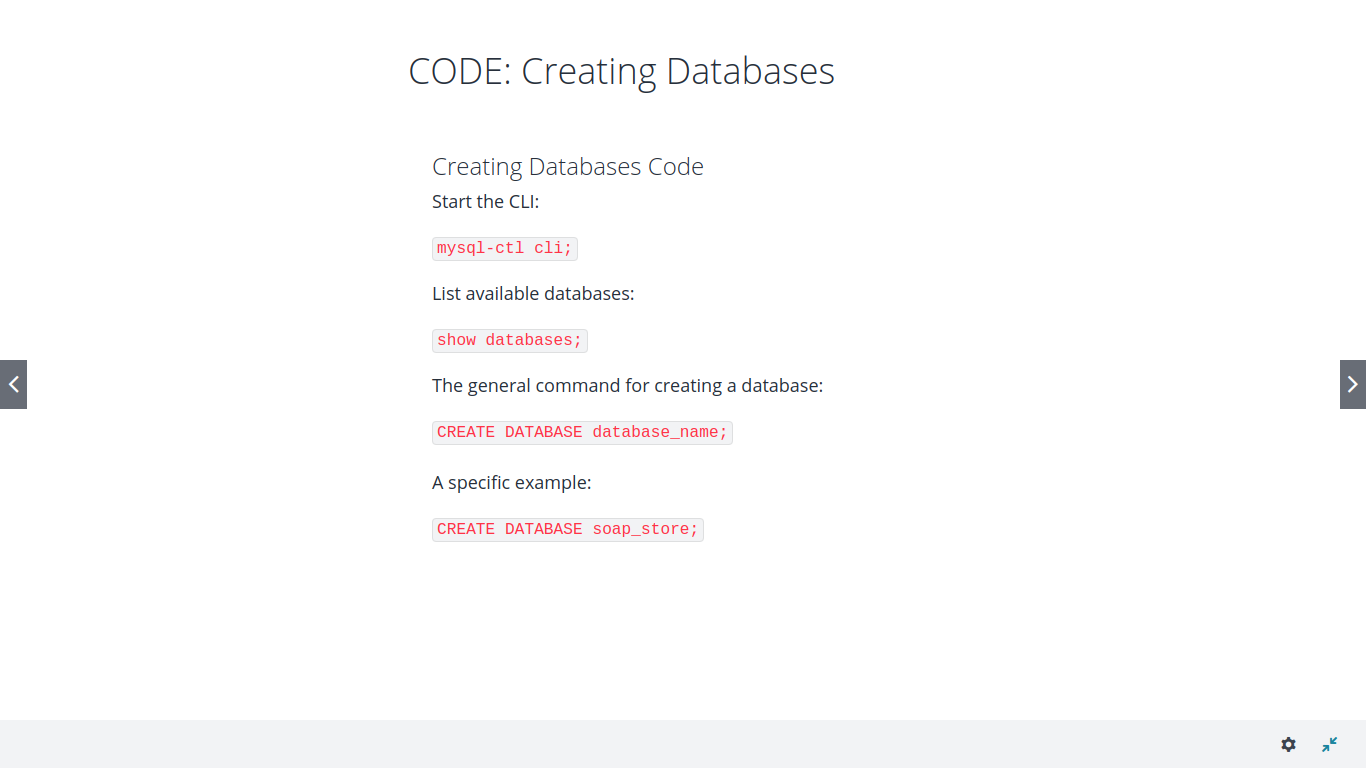 CODE: Creating Databases
Creating Databases Code
Start the CLI:
mysql-ctl cli;
List available databases:
show databases;
The general command for creating a database:
CREATE DATABASE database_name;
A specific example:
CREATE DATABASE soap_store;